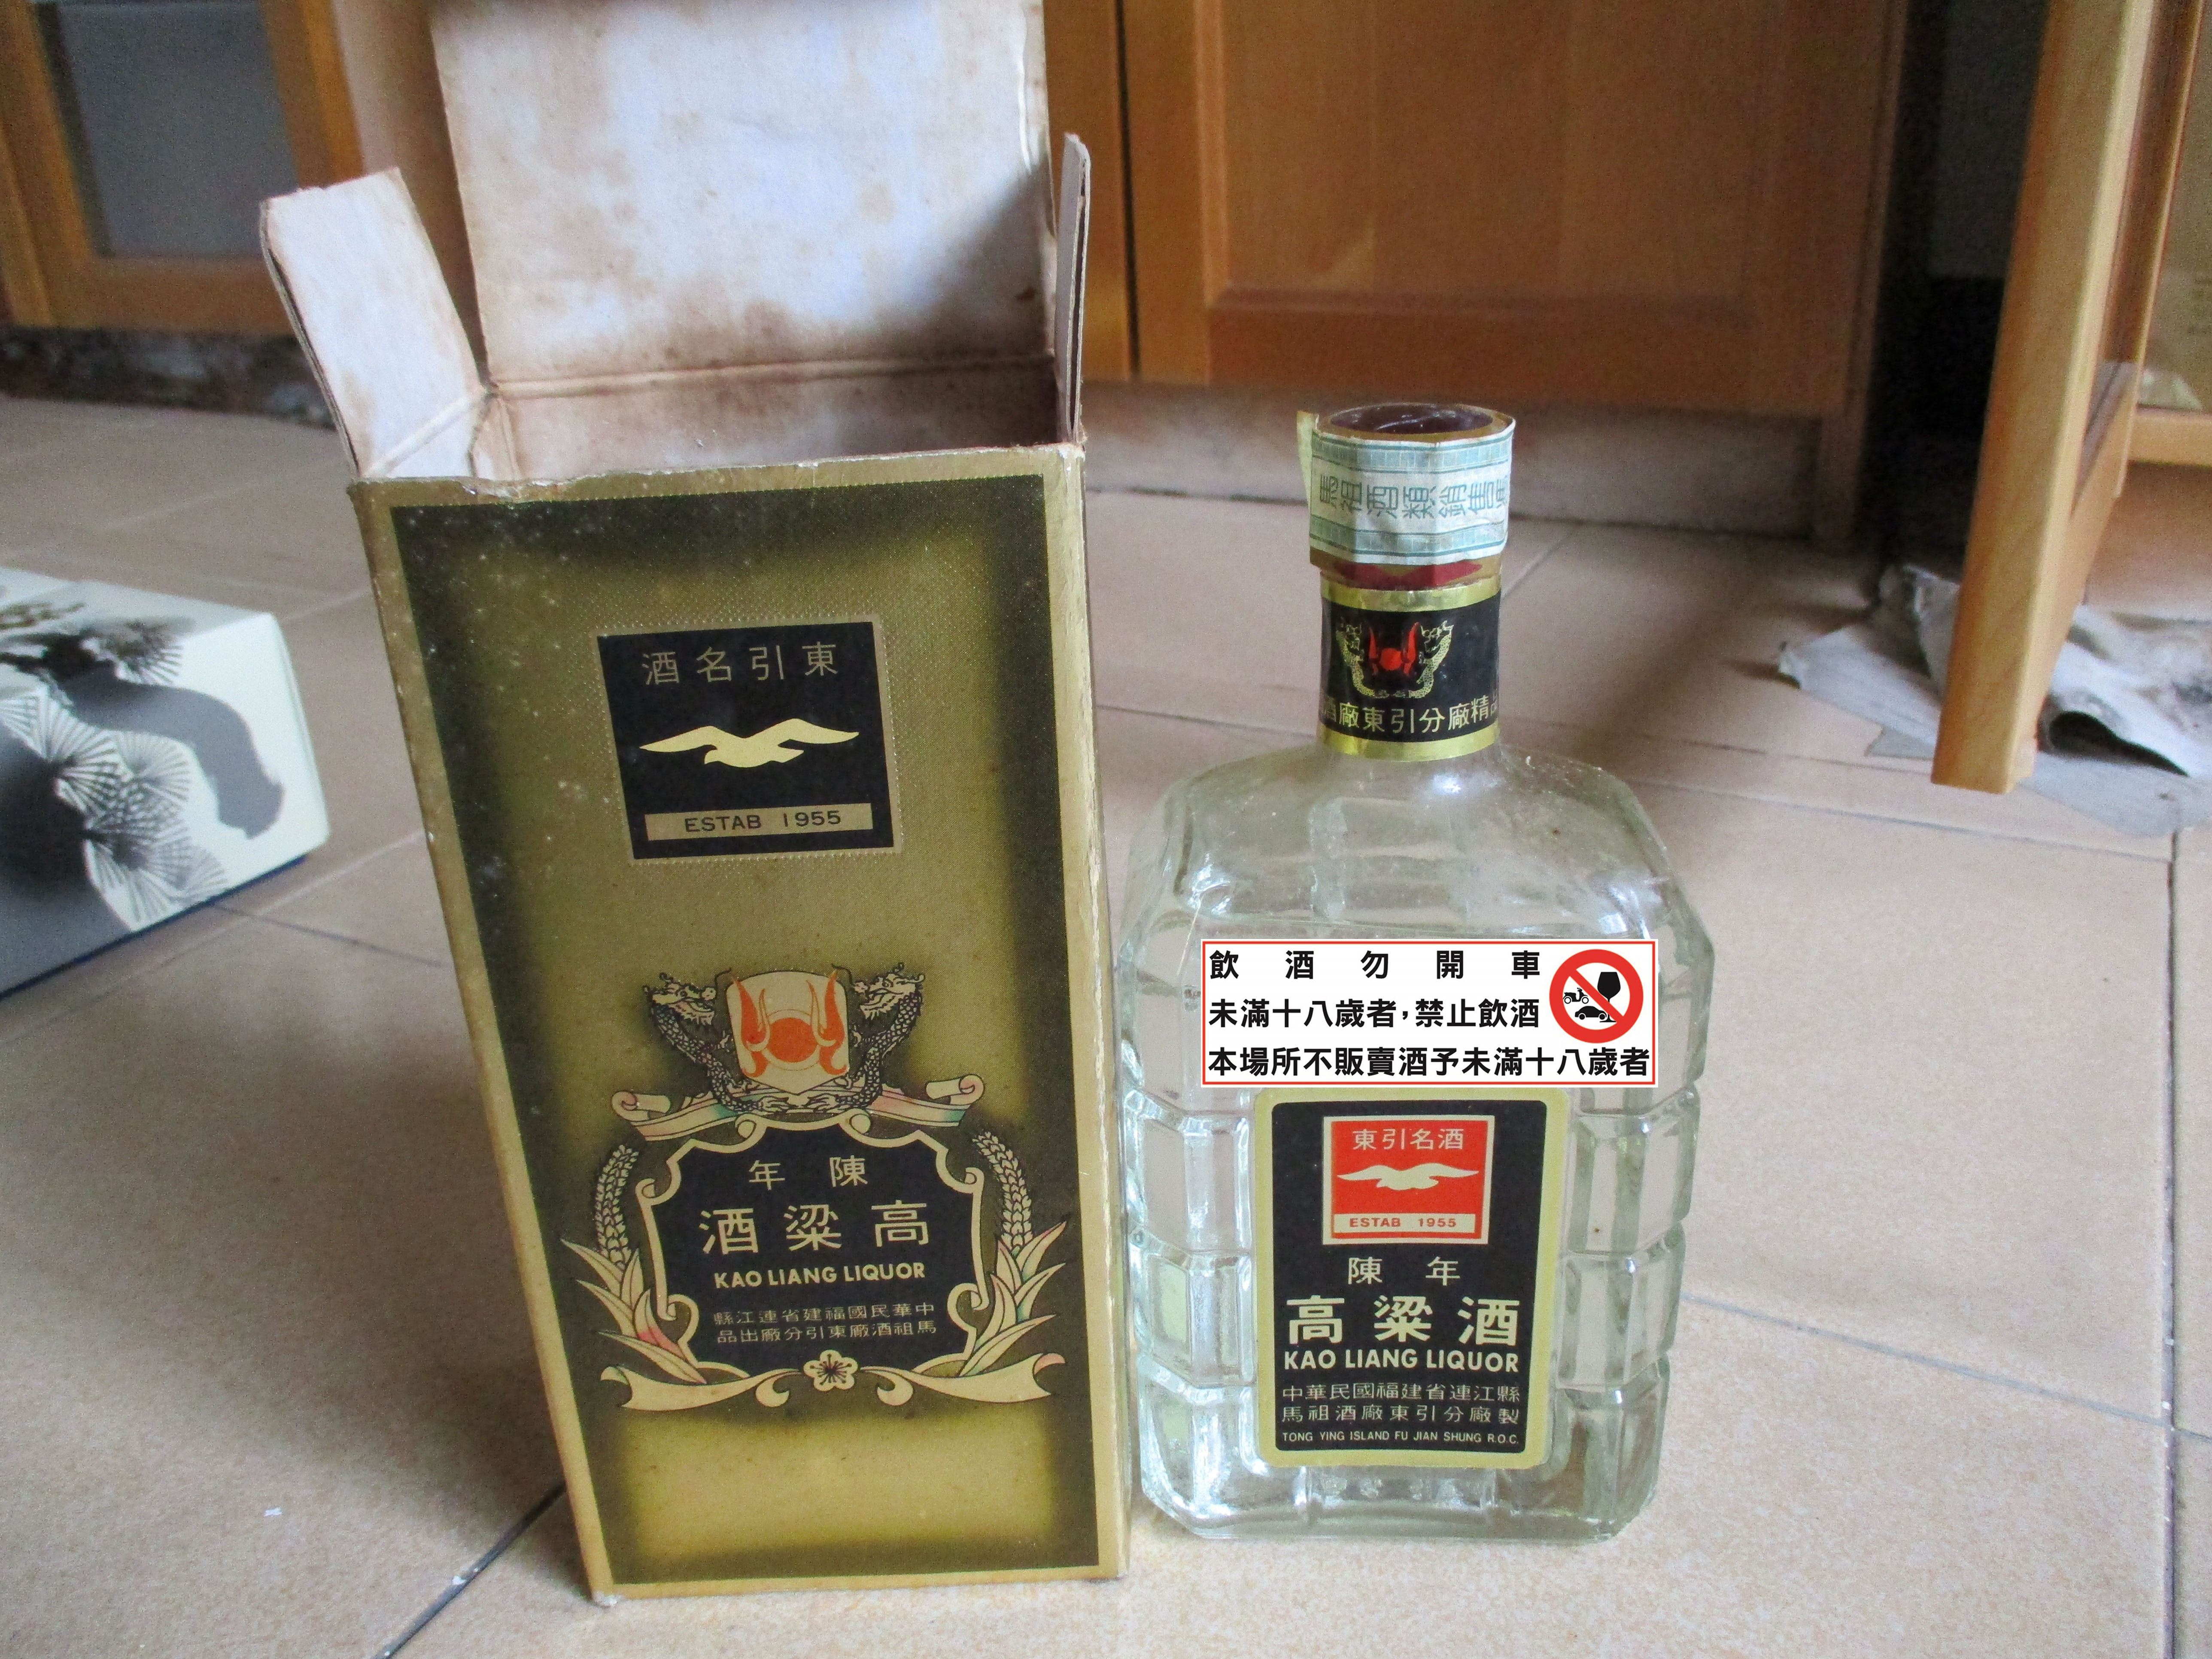 東引名酒
ESTAB 1955
陳年
高粱酒
KAO LIANG LIQUOR
中華民國福建省連江縣
馬祖酒廠東引分廠出品
馬祖酒類銷售
酒廠東引分廠精品
飲酒勿開車
未滿十八歲者,禁止飲酒
本場所不販賣酒予未滿十八歲者
東引名酒
ESTAB 1955
陳年
高粱酒
KAO LIANG LIQUOR
中華民國福建省連江縣
馬祖酒廠東引分廠製
TONG YING ISLAND FU JIAN SHUNG R.O.C.